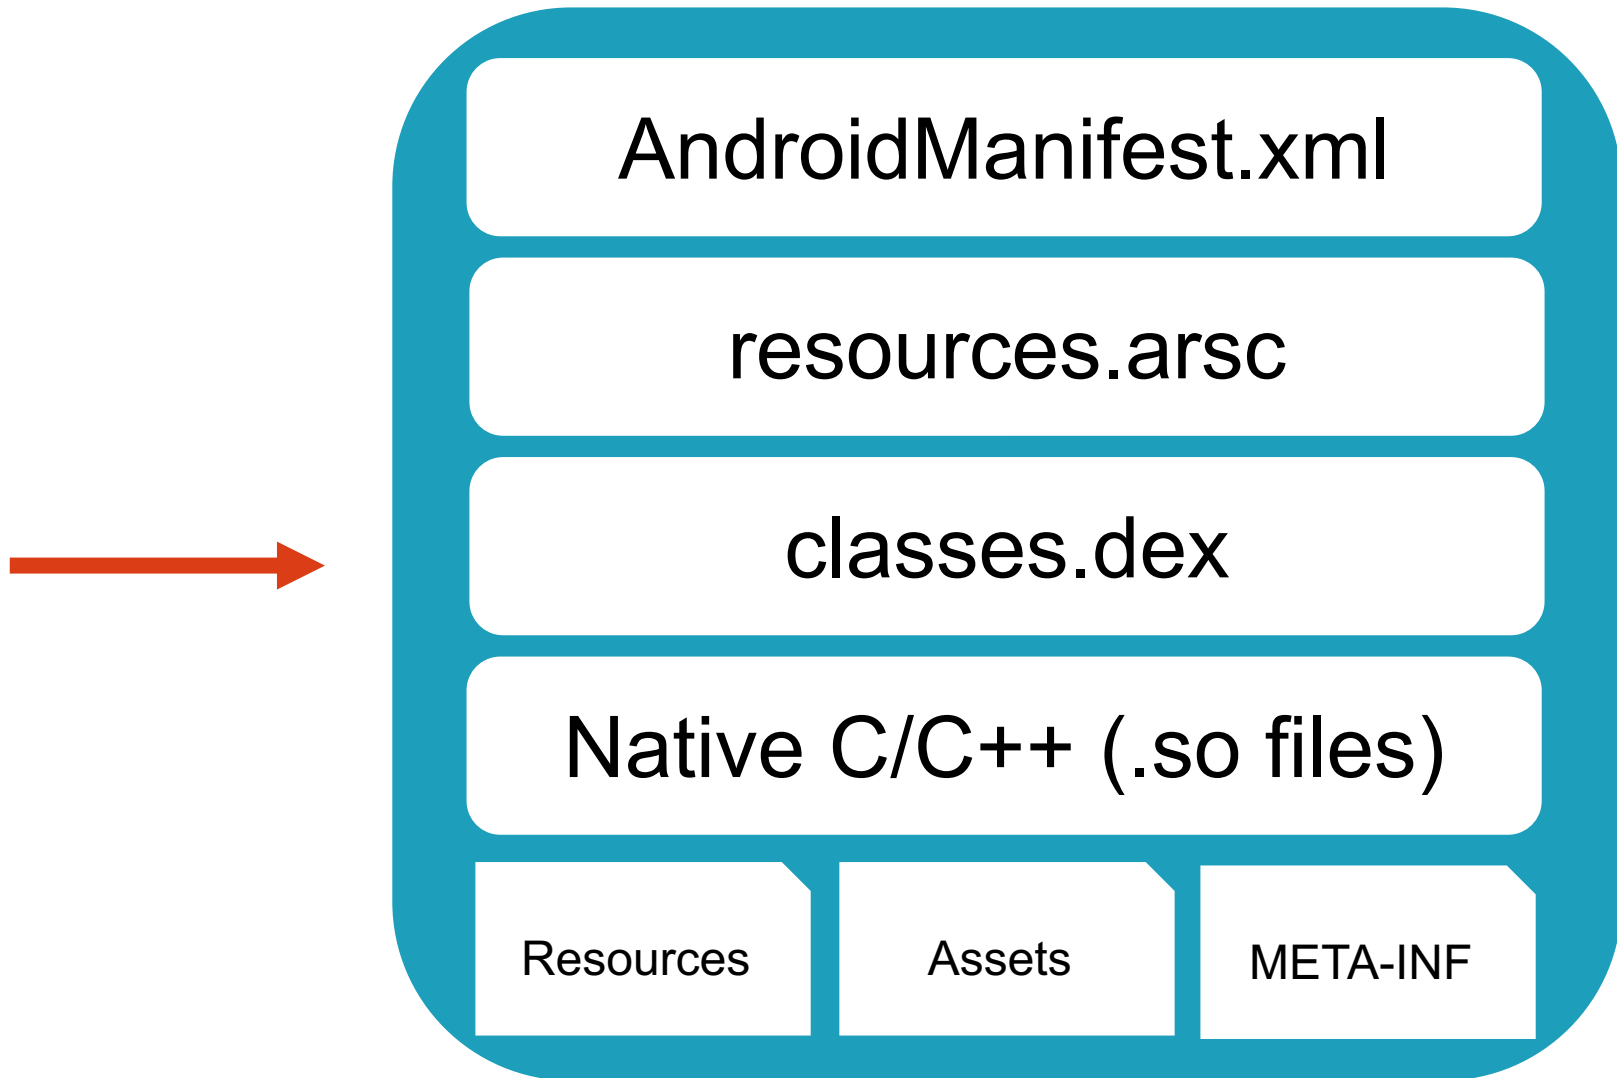 AndroidManifest.xml
resources.arsc
classes.dex
Native C/C++ (.so files)
Resources
Assets
META-INF